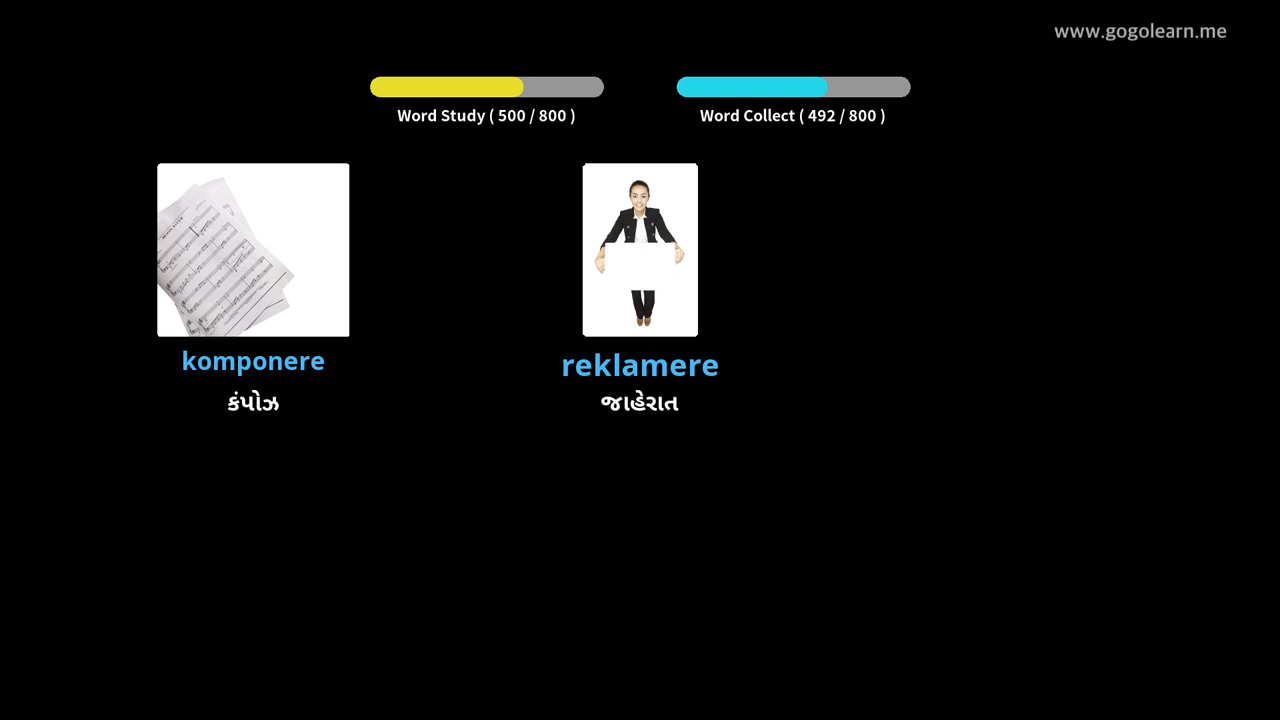 www.gogolearn.me
Word Study ( 500 / 800 )
Word Collect ( 492 / 800 )
komponere
reklamere
કંપોઝ
જાહેરાત